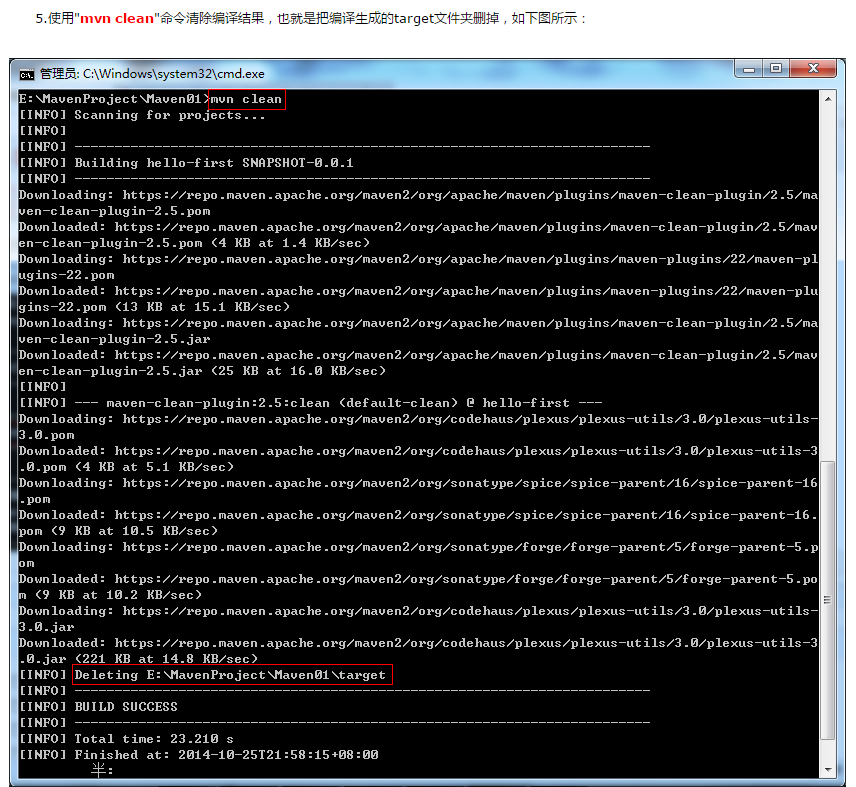 5.使用"mvn clean"命令清除编译结果，也就是把编译生成的target文件夹删掉，如下图所示：
管理员: C:\Windows\system32\cmd.exe
E:\MavenProject\Maven01>mvn clean
[INFO] Scanning for projects...
[INFO]
[INFO] ------------------------------------------------------------------------
[INFO] Building hello-first SNAPSHOT-0.0.1
[INFO] ------------------------------------------------------------------------
Downloading: https://repo.maven.apache.org/maven2/org/apache/maven/plugins/maven-clean-plugin/2.5/ma
ven-clean-plugin-2.5.pom
Downloaded: https://repo.maven.apache.org/maven2/org/apache/maven/plugins/maven-clean-plugin/2.5/mav
en-clean-plugin-2.5.pom (4 KB at 1.4 KB/sec)
Downloading: https://repo.maven.apache.org/maven2/org/apache/maven/plugins/maven-plugins/22/maven-pl
ugins-22.pom
Downloaded: https://repo.maven.apache.org/maven2/org/apache/maven/plugins/maven-plugins/22/maven-plu
gins-22.pom (13 KB at 15.1 KB/sec)
Downloading: https://repo.maven.apache.org/maven2/org/apache/maven/plugins/maven-clean-plugin/2.5/ma
ven-clean-plugin-2.5.jar
Downloaded: https://repo.maven.apache.org/maven2/org/apache/maven/plugins/maven-clean-plugin/2.5/mav
en-clean-plugin-2.5.jar (25 KB at 16.0 KB/sec)
[INFO]
[INFO] --- maven-clean-plugin:2.5:clean (default-clean) @ hello-first ---
Downloading: https://repo.maven.apache.org/maven2/org/codehaus/plexus/plexus-utils/3.0/plexus-utils-
3.0.pom
Downloaded: https://repo.maven.apache.org/maven2/org/codehaus/plexus/plexus-utils/3.0/plexus-utils-3
.0.pom (4 KB at 5.1 KB/sec)
Downloading: https://repo.maven.apache.org/maven2/org/sonatype/spice/spice-parent/16/spice-parent-16
.pom
Downloaded: https://repo.maven.apache.org/maven2/org/sonatype/spice/spice-parent/16/spice-parent-16.
pom (9 KB at 10.5 KB/sec)
Downloading: https://repo.maven.apache.org/maven2/org/sonatype/forge/forge-parent/5/forge-parent-5.p
om
Downloaded: https://repo.maven.apache.org/maven2/org/sonatype/forge/forge-parent/5/forge-parent-5.po
m (9 KB at 10.2 KB/sec)
Downloading: https://repo.maven.apache.org/maven2/org/codehaus/plexus/plexus-utils/3.0/plexus-utils-
3.0.jar
Downloaded: https://repo.maven.apache.org/maven2/org/codehaus/plexus/plexus-utils/3.0/plexus-utils-3
.0.jar (221 KB at 14.8 KB/sec)
[INFO] Deleting E:\MavenProject\Maven01\target
[INFO] ------------------------------------------------------------------------
[INFO] BUILD SUCCESS
[INFO] ------------------------------------------------------------------------
[INFO] Total time: 23.210 s
[INFO] Finished at: 2014-10-25T21:58:15+08:00
半: